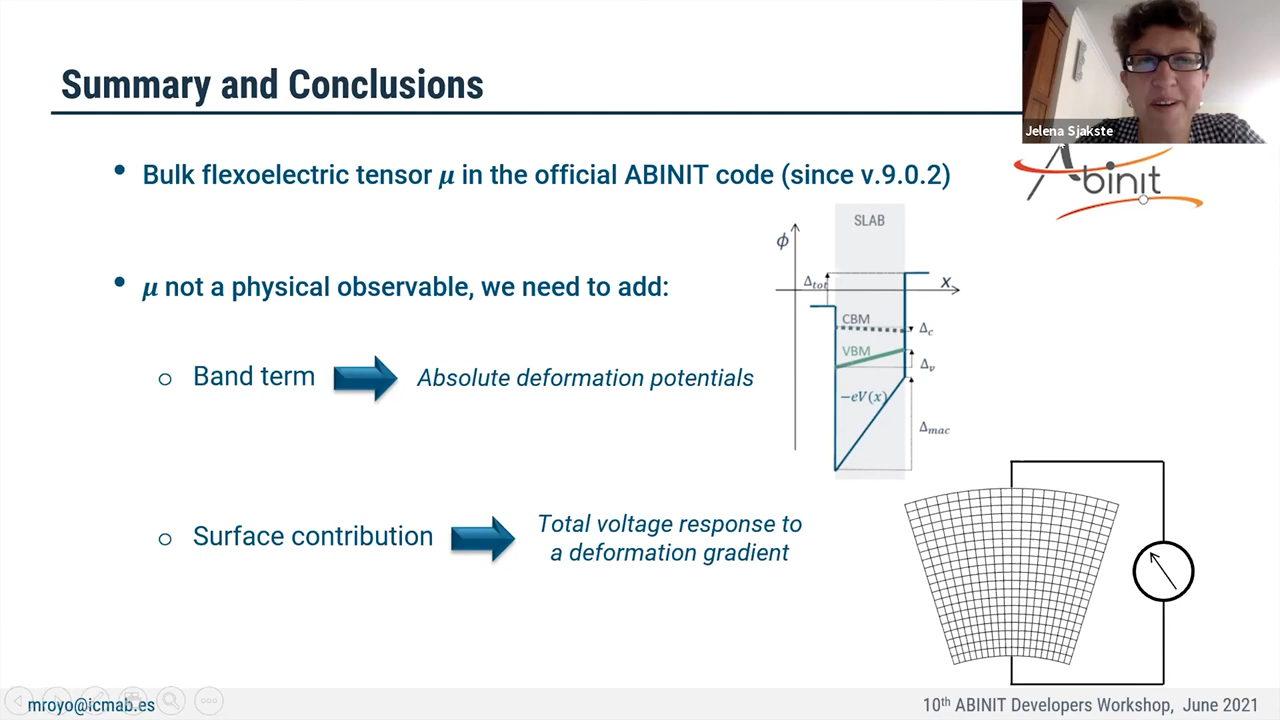 Summary and Conclusions
Jelena Sjakste
Abinit
• Bulk flexoelectric tensor μ in the official ABINIT code (since v.9.0.2)
• μ not a physical observable, we need to add:
o Band term
Absolute deformation potentials
o Surface contribution
Total voltage response to
a deformation gradient
SLAB
ϕ
Δtot
x
CBM
Δc
VBM
Δv
−eV(x)
Δmac
mroyo@icmab.es
10th ABINIT Developers Workshop, June 2021